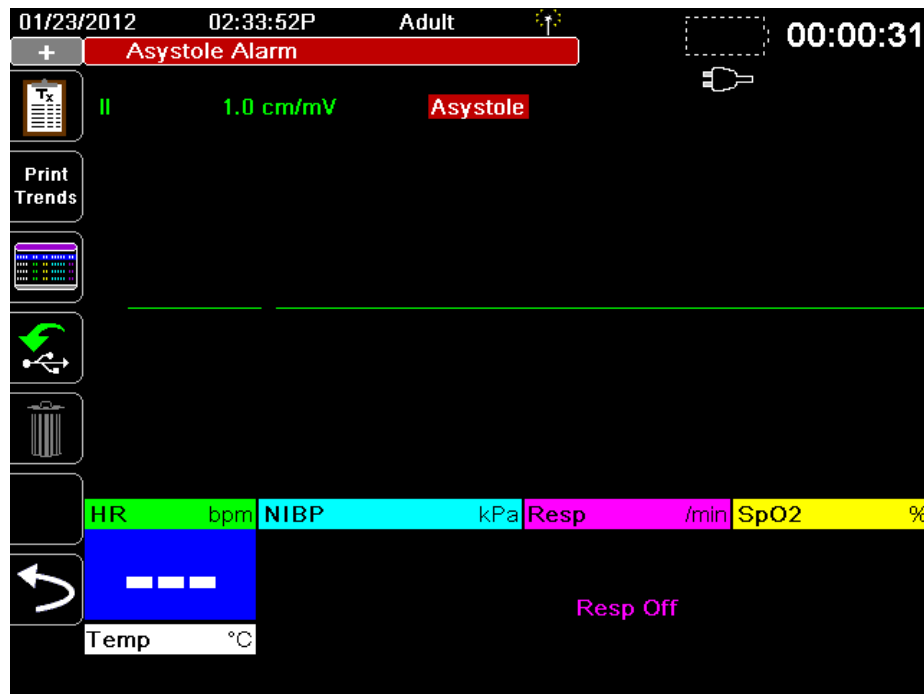 01/23/2012 02:33:52P Adult 00:00:31
+ Asystole Alarm
Tx
II 1.0 cm/mV Asystole
Print
Trends
HR bpm NIBP kPa Resp /min SpO2 %
---
Resp Off
Temp °C